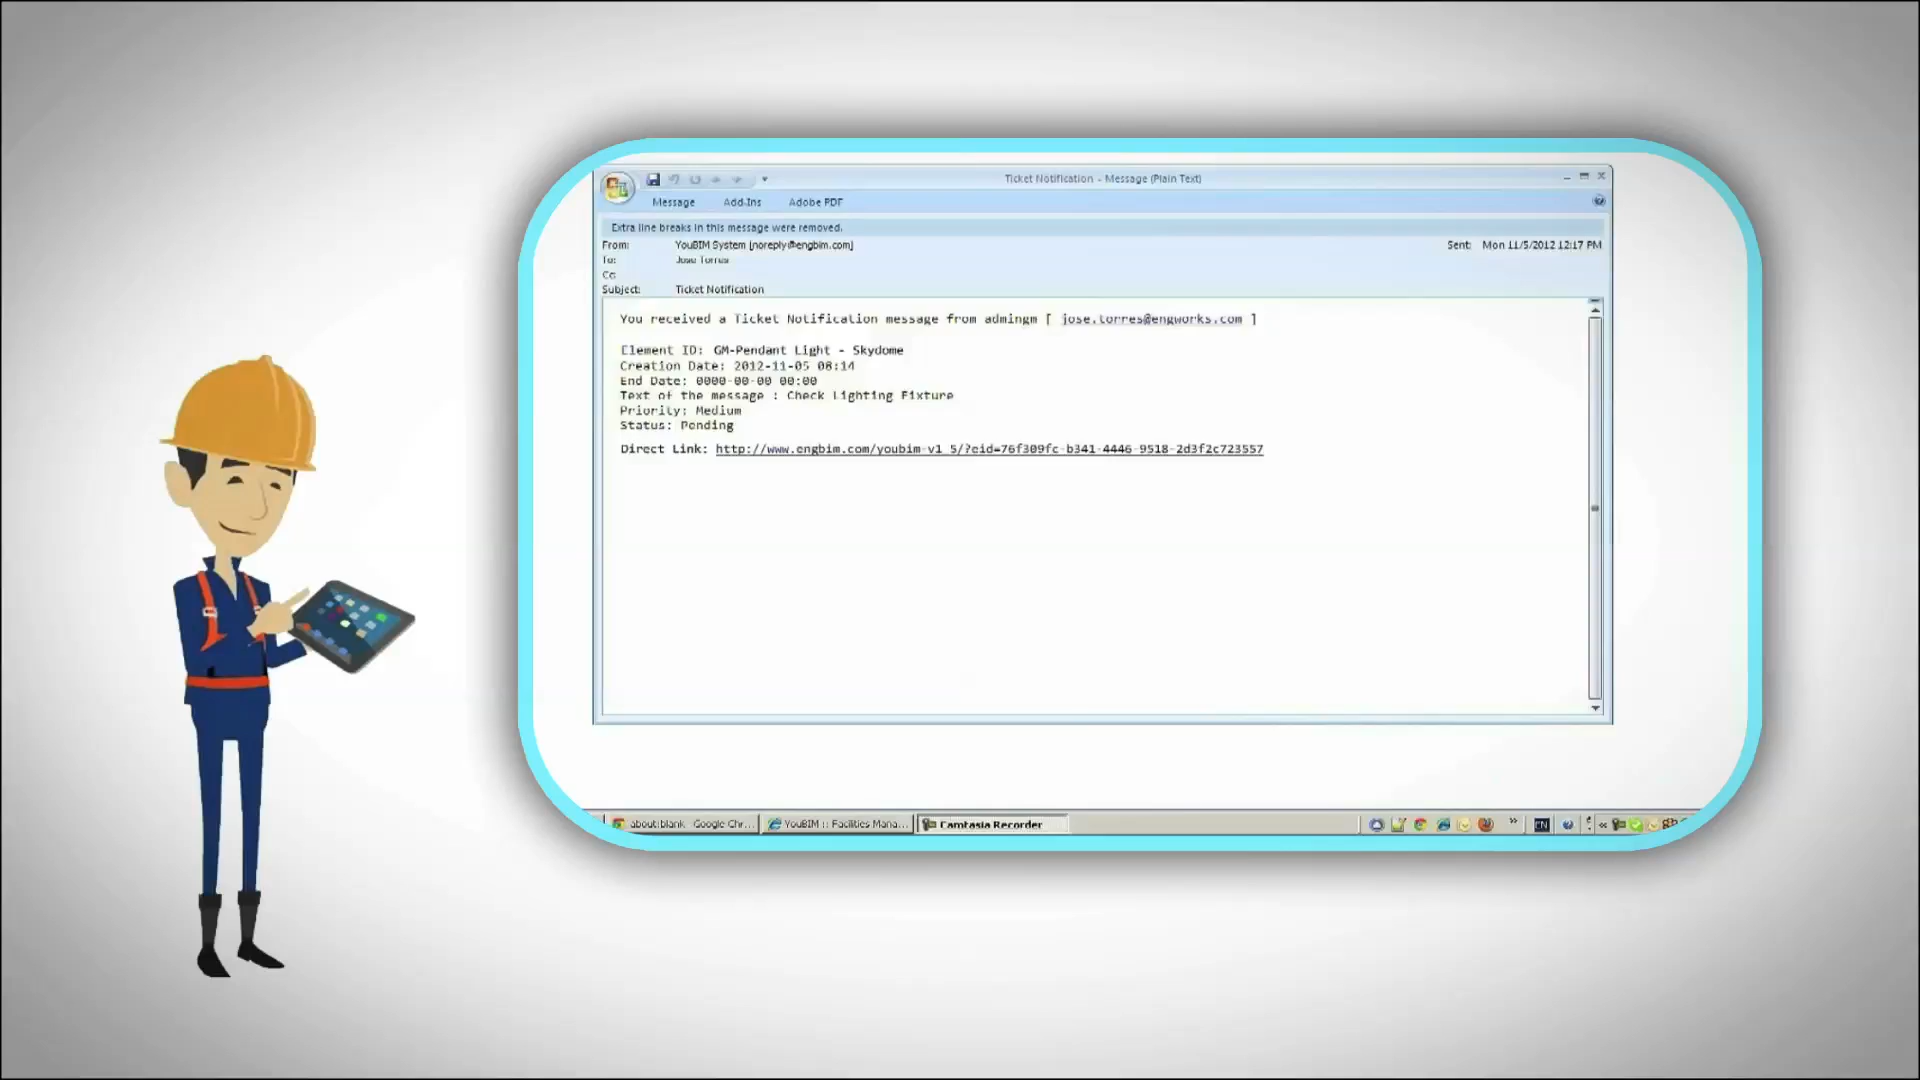 Ticket Notification - Message (Plain Text)
Message Add-Ins Adobe PDF
Extra line breaks in this message were removed.
From: YouBIM System [noreply@engbim.com] Sent: Mon 11/5/2012 12:17 PM
To: Jose Torres
Cc:
Subject: Ticket Notification
You received a Ticket Notification message from admingm [ jose.torres@engworks.com ]
Element ID: GM-Pendant Light - Skydome
Creation Date: 2012-11-05 08:14
End Date: 0000-00-00 00:00
Text of the message : Check Lighting Fixture
Priority: Medium
Status: Pending
Direct Link: http://www.engbim.com/youbim-v1_5/?eid=76f309fc-b341-4446-9518-2d3f2c723557
about:blank - Google Chr... YouBIM :: Facilities Mana... Camtasia Recorder EN